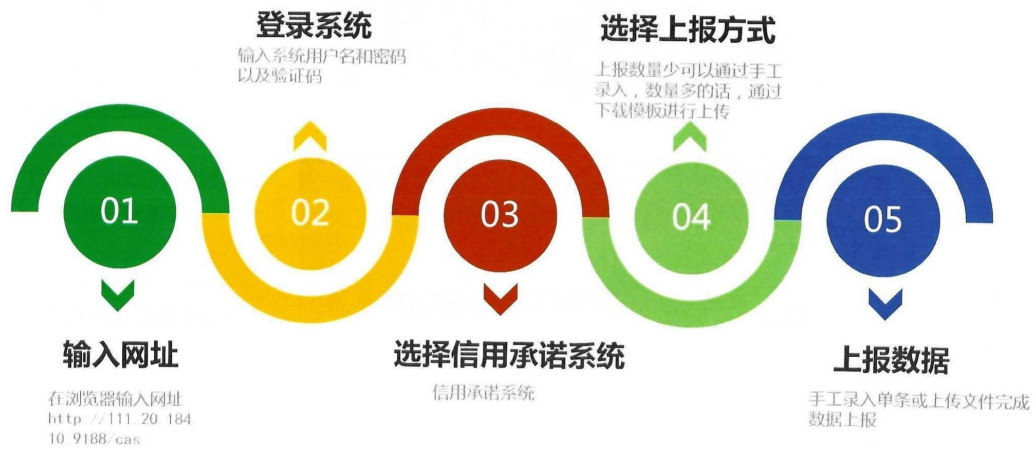 登录系统
输入系统用户名和密码
以及验证码
选择上报方式
上报数量少可以通过手工
录入，数量多的话，通过
下载模板进行上传
01
02
03
04
05
输入网址
在浏览器输入网址
http://111.20.184.
10:9188/cas
选择信用承诺系统
信用承诺系统
上报数据
手工录入单条或上传文件完成
数据上报